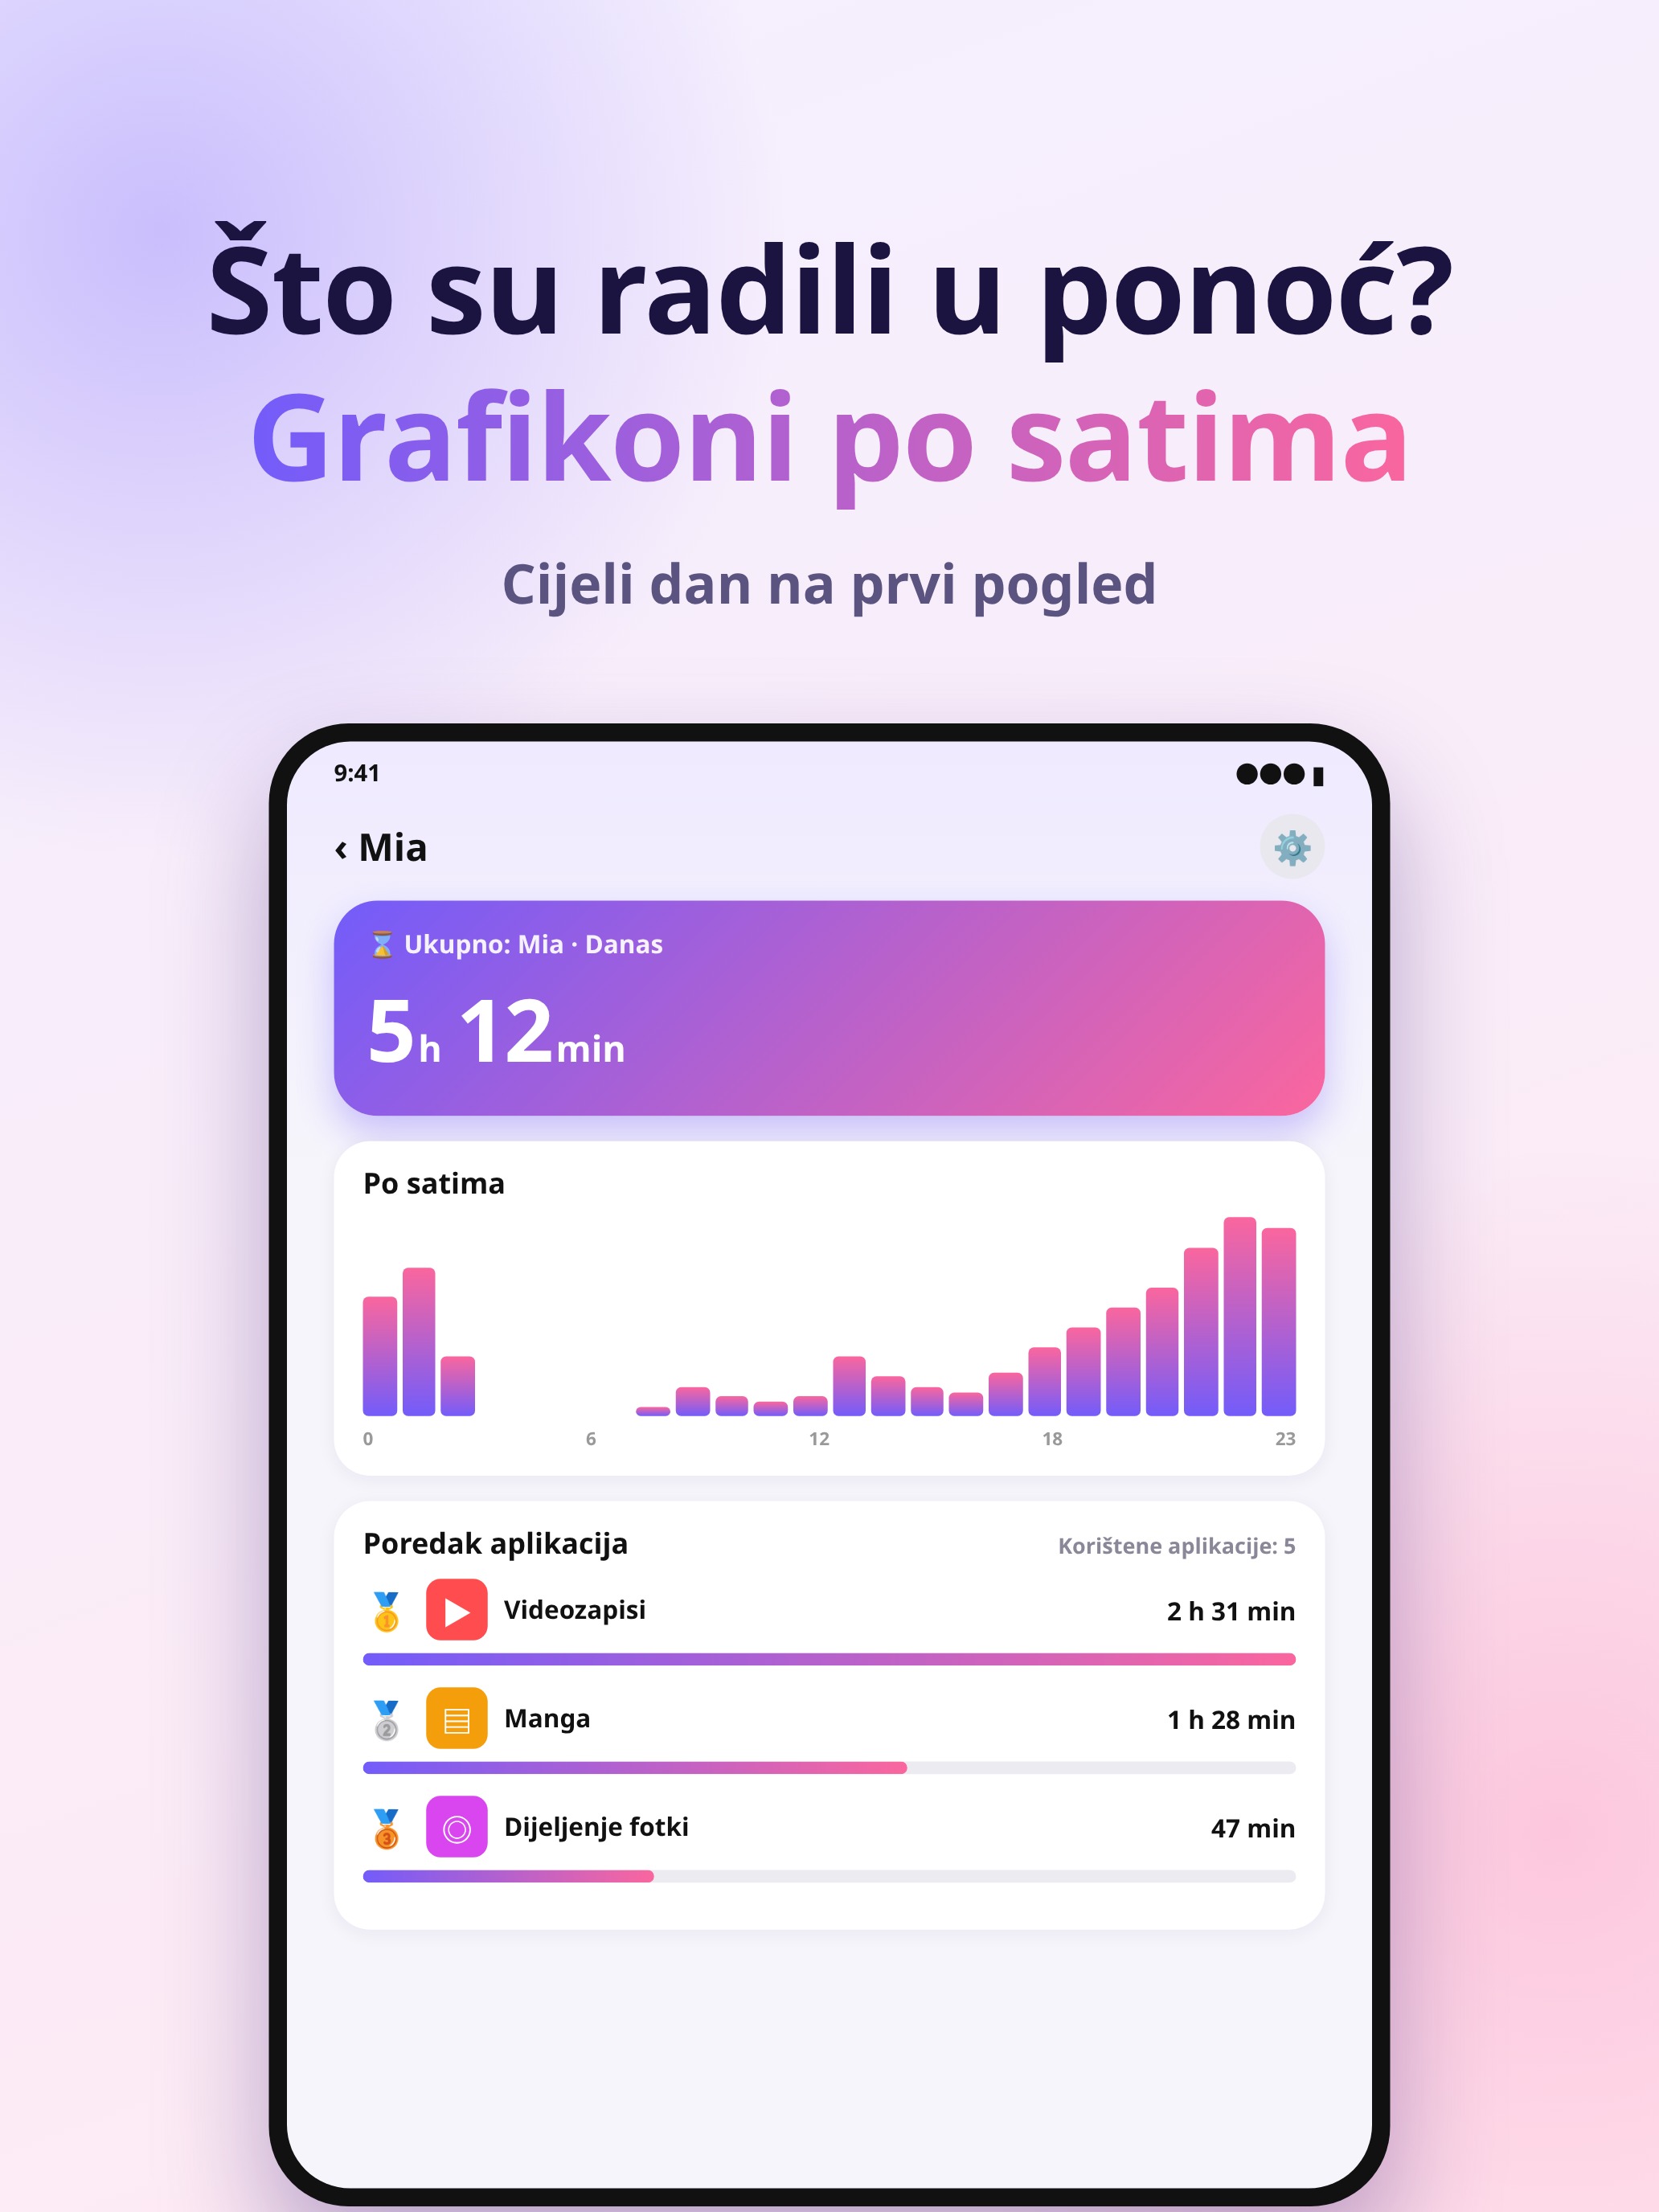 Što su radili u ponoć?
Grafikoni po satima
Cijeli dan na prvi pogled
9:41
‹ Mia
⌛ Ukupno: Mia · Danas
5h 12min
Po satima
0 6 12 18 23
Poredak aplikacija
Korištene aplikacije: 5
Videozapisi
2 h 31 min
Manga
1 h 28 min
Dijeljenje fotki
47 min